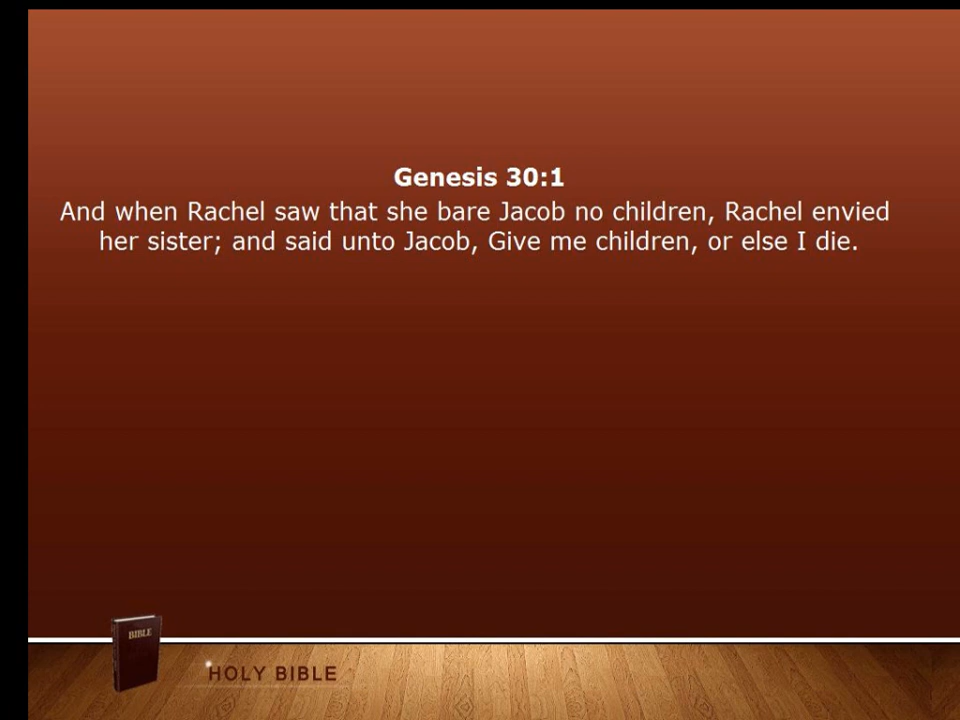 Genesis 30:1
And when Rachel saw that she bare Jacob no children, Rachel envied
her sister; and said unto Jacob, Give me children, or else I die.
BIBLE
HOLY BIBLE